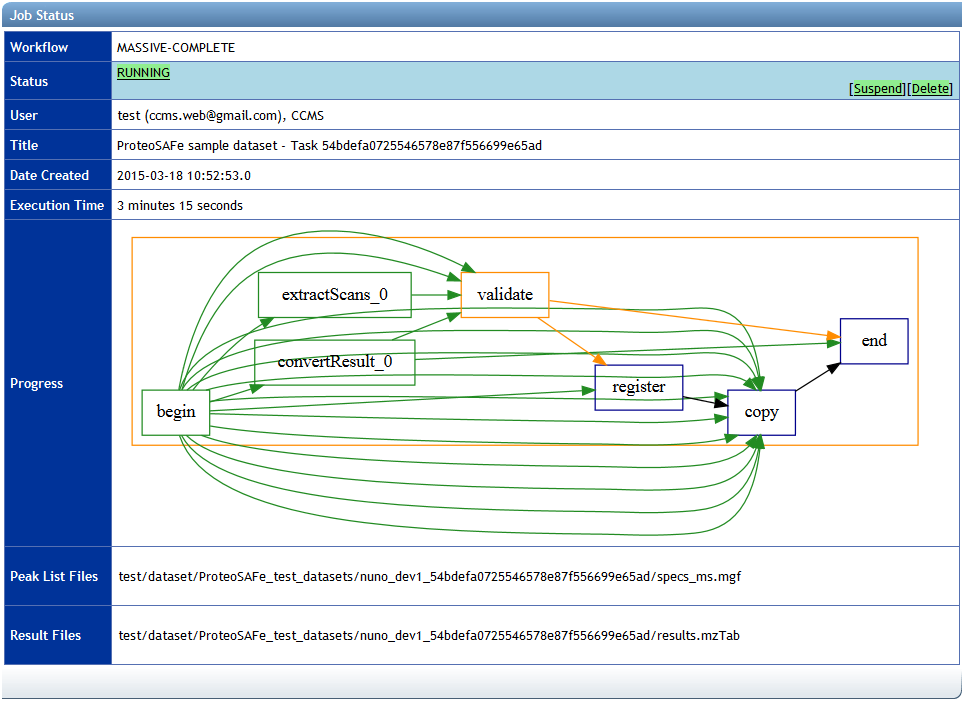 Job Status
Workflow MASSIVE-COMPLETE
Status RUNNING
[Suspend][Delete]
User test (ccms.web@gmail.com), CCMS
Title ProteoSAFe sample dataset - Task 54bdefa0725546578e87f556699e65ad
Date Created 2015-03-18 10:52:53.0
Execution Time 3 minutes 15 seconds
Progress
extractScans_0
validate
convertResult_0
end
register
begin
copy
Peak List Files test/dataset/ProteoSAFe_test_datasets/nuno_dev1_54bdefa0725546578e87f556699e65ad/specs_ms.mgf
Result Files test/dataset/ProteoSAFe_test_datasets/nuno_dev1_54bdefa0725546578e87f556699e65ad/results.mzTab